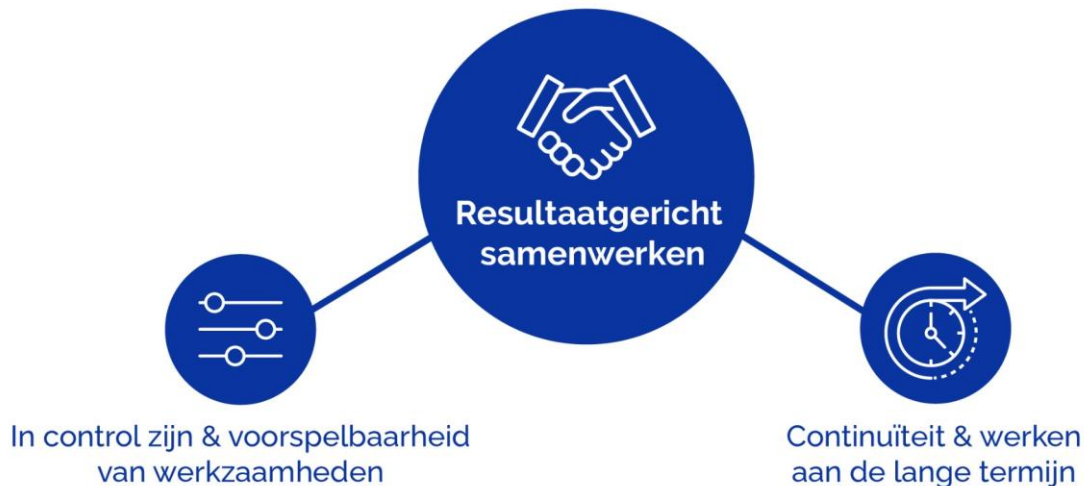 Resultaatgericht
samenwerken
In control zijn & voorspelbaarheid
van werkzaamheden
Continuïteit & werken
aan de lange termijn